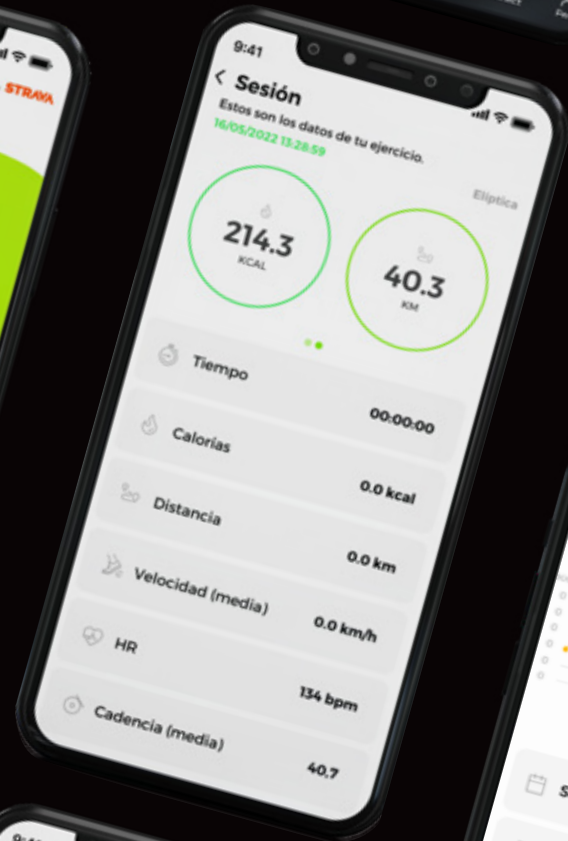 STRAVA
9:41
Sesión
Estos son los datos de tu ejercicio.
16/05/2022 13:28:59
Elíptica
214.3
KCAL
40.3
KM
Tiempo 00:00:00
Calorías 0.0 kcal
Distancia 0.0 km
Velocidad (media) 0.0 km/h
HR 134 bpm
Cadencia (media) 40.7